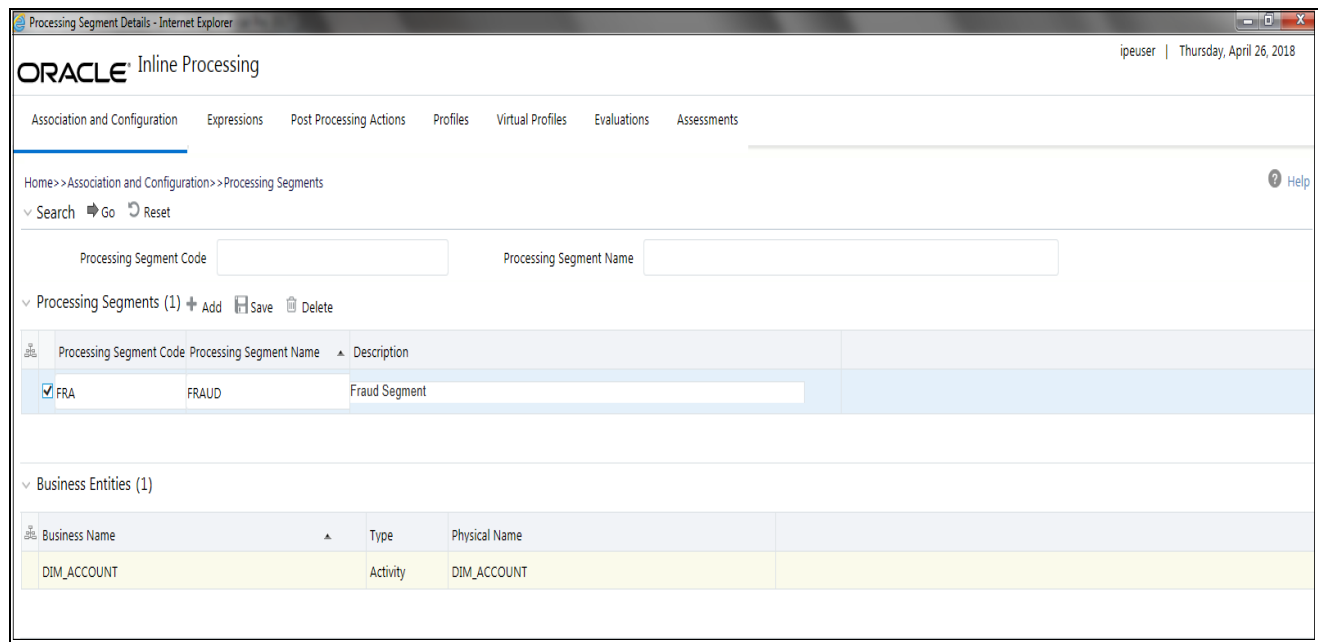 Processing Segment Details - Internet Explorer
ipeuser | Thursday, April 26, 2018
ORACLE Inline Processing
Association and Configuration Expressions Post Processing Actions Profiles Virtual Profiles Evaluations Assessments
Home>>Association and Configuration>>Processing Segments Help
Search Go Reset
Processing Segment Code Processing Segment Name
Processing Segments (1) Add Save Delete
Processing Segment Code Processing Segment Name Description
FRA FRAUD Fraud Segment
Business Entities (1)
Business Name Type Physical Name
DIM_ACCOUNT Activity DIM_ACCOUNT